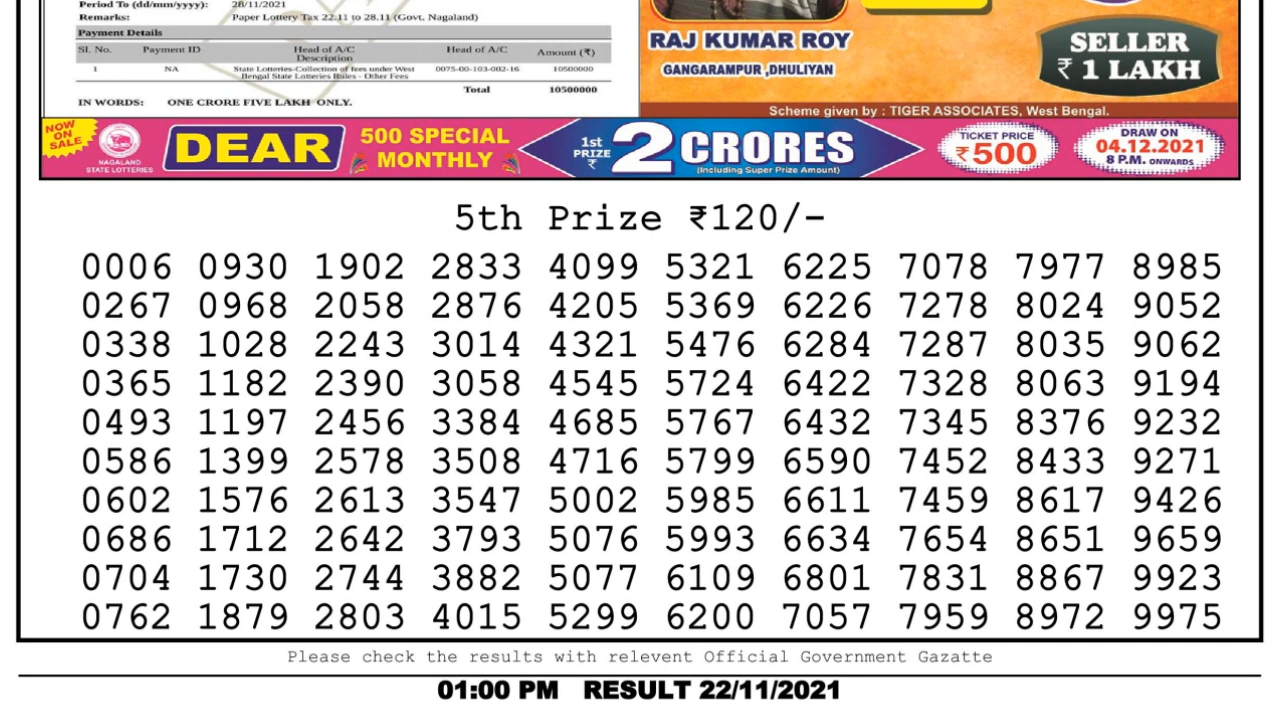 Period To (dd/mm/yyyy): 28/11/2021
Remarks: Paper Lottery Tax 22.11 to 28.11 (Govt. Nagaland)
Payment Details
Sl. No. Payment ID Head of A/C Description Head of A/C Amount (₹)
1 NA State Lotteries-Collection of fees under West Bengal State Lotteries Rules - Other Fees 0075-00-103-002-16 10500000
Total 10500000
IN WORDS: ONE CRORE FIVE LAKH ONLY.
RAJ KUMAR ROY
GANGARAMPUR ,DHULIYAN
SELLER
₹ 1 LAKH
Scheme given by : TIGER ASSOCIATES, West Bengal.
NOW ON SALE
NAGALAND
STATE LOTTERIES
DEAR
500 SPECIAL
MONTHLY
1st
PRIZE
₹
2 CRORES
(Including Super Prize Amount)
TICKET PRICE
₹500
DRAW ON
04.12.2021
8 P.M. ONWARDS
5th Prize ₹120/-
0006 0930 1902 2833 4099 5321 6225 7078 7977 8985
0267 0968 2058 2876 4205 5369 6226 7278 8024 9052
0338 1028 2243 3014 4321 5476 6284 7287 8035 9062
0365 1182 2390 3058 4545 5724 6422 7328 8063 9194
0493 1197 2456 3384 4685 5767 6432 7345 8376 9232
0586 1399 2578 3508 4716 5799 6590 7452 8433 9271
0602 1576 2613 3547 5002 5985 6611 7459 8617 9426
0686 1712 2642 3793 5076 5993 6634 7654 8651 9659
0704 1730 2744 3882 5077 6109 6801 7831 8867 9923
0762 1879 2803 4015 5299 6200 7057 7959 8972 9975
Please check the results with relevent Official Government Gazatte
01:00 PM RESULT 22/11/2021